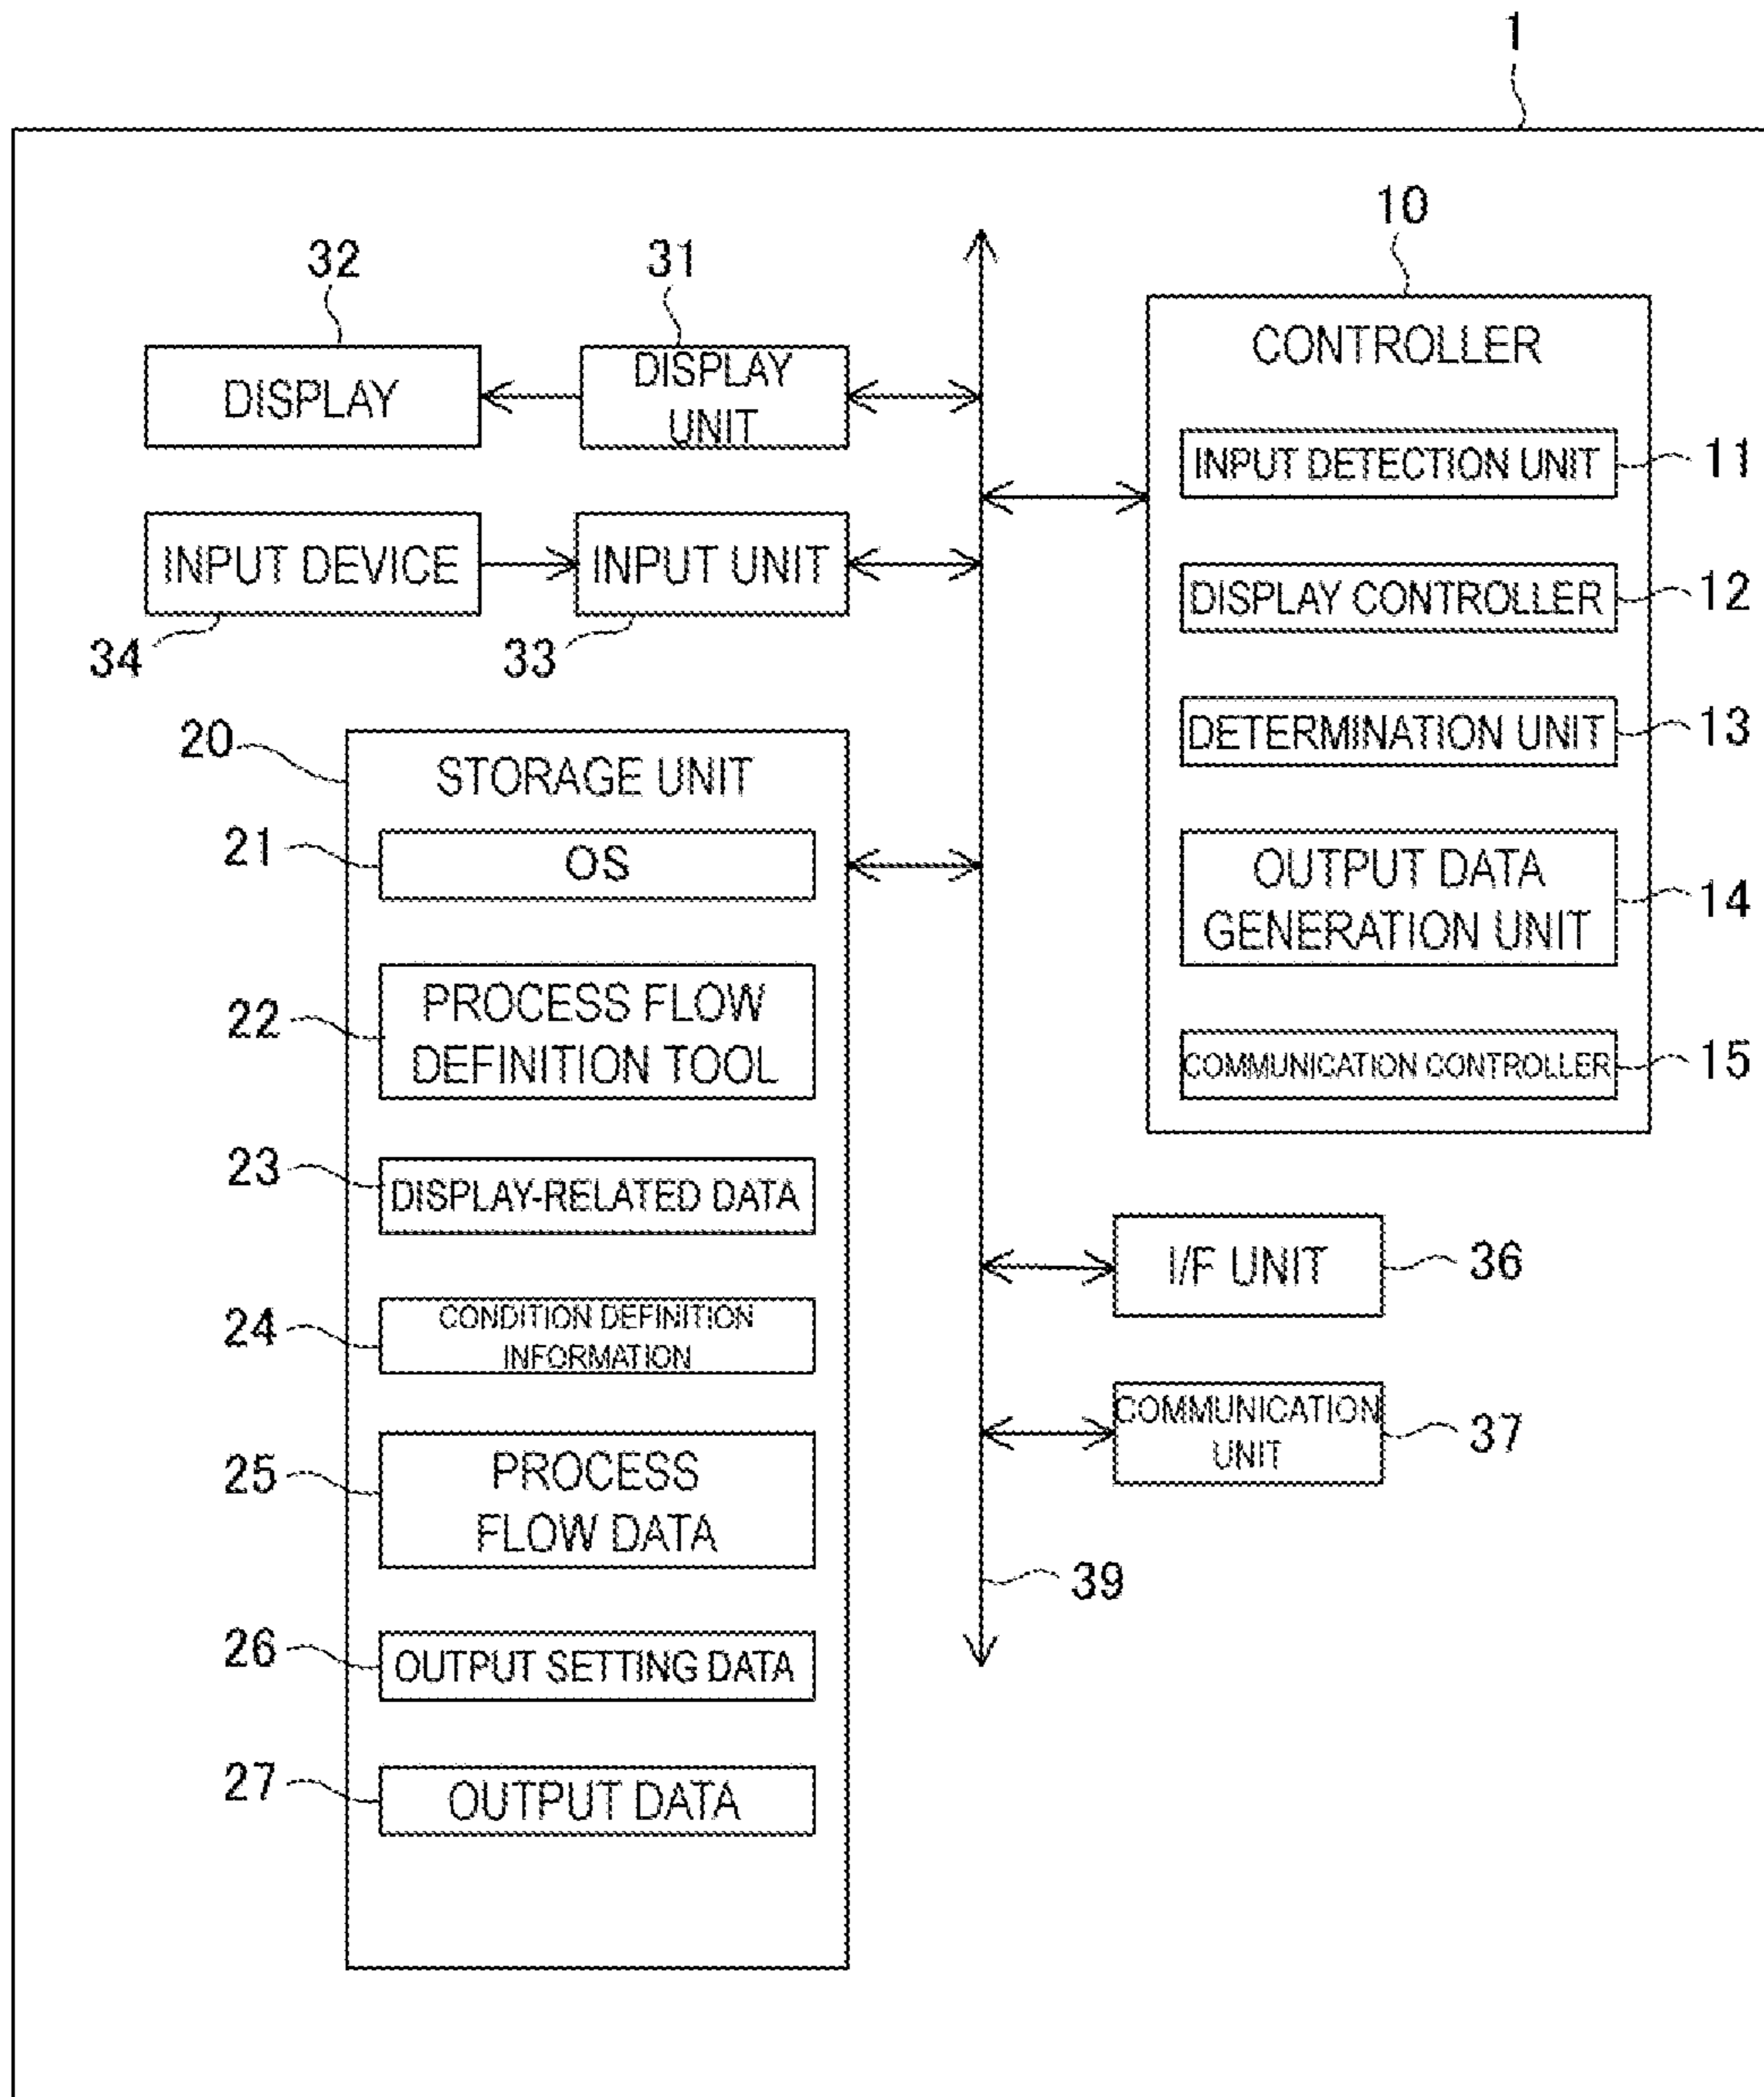 1
10
CONTROLLER
INPUT DETECTION UNIT
11
DISPLAY CONTROLLER
12
DETERMINATION UNIT
13
OUTPUT DATA
GENERATION UNIT
14
COMMUNICATION CONTROLLER
15
32
DISPLAY
31
DISPLAY
UNIT
INPUT DEVICE
34
INPUT UNIT
33
20
STORAGE UNIT
21
OS
22
PROCESS FLOW
DEFINITION TOOL
23
DISPLAY-RELATED DATA
24
CONDITION DEFINITION
INFORMATION
25
PROCESS
FLOW DATA
26
OUTPUT SETTING DATA
27
OUTPUT DATA
I/F UNIT
36
COMMUNICATION
UNIT
37
39